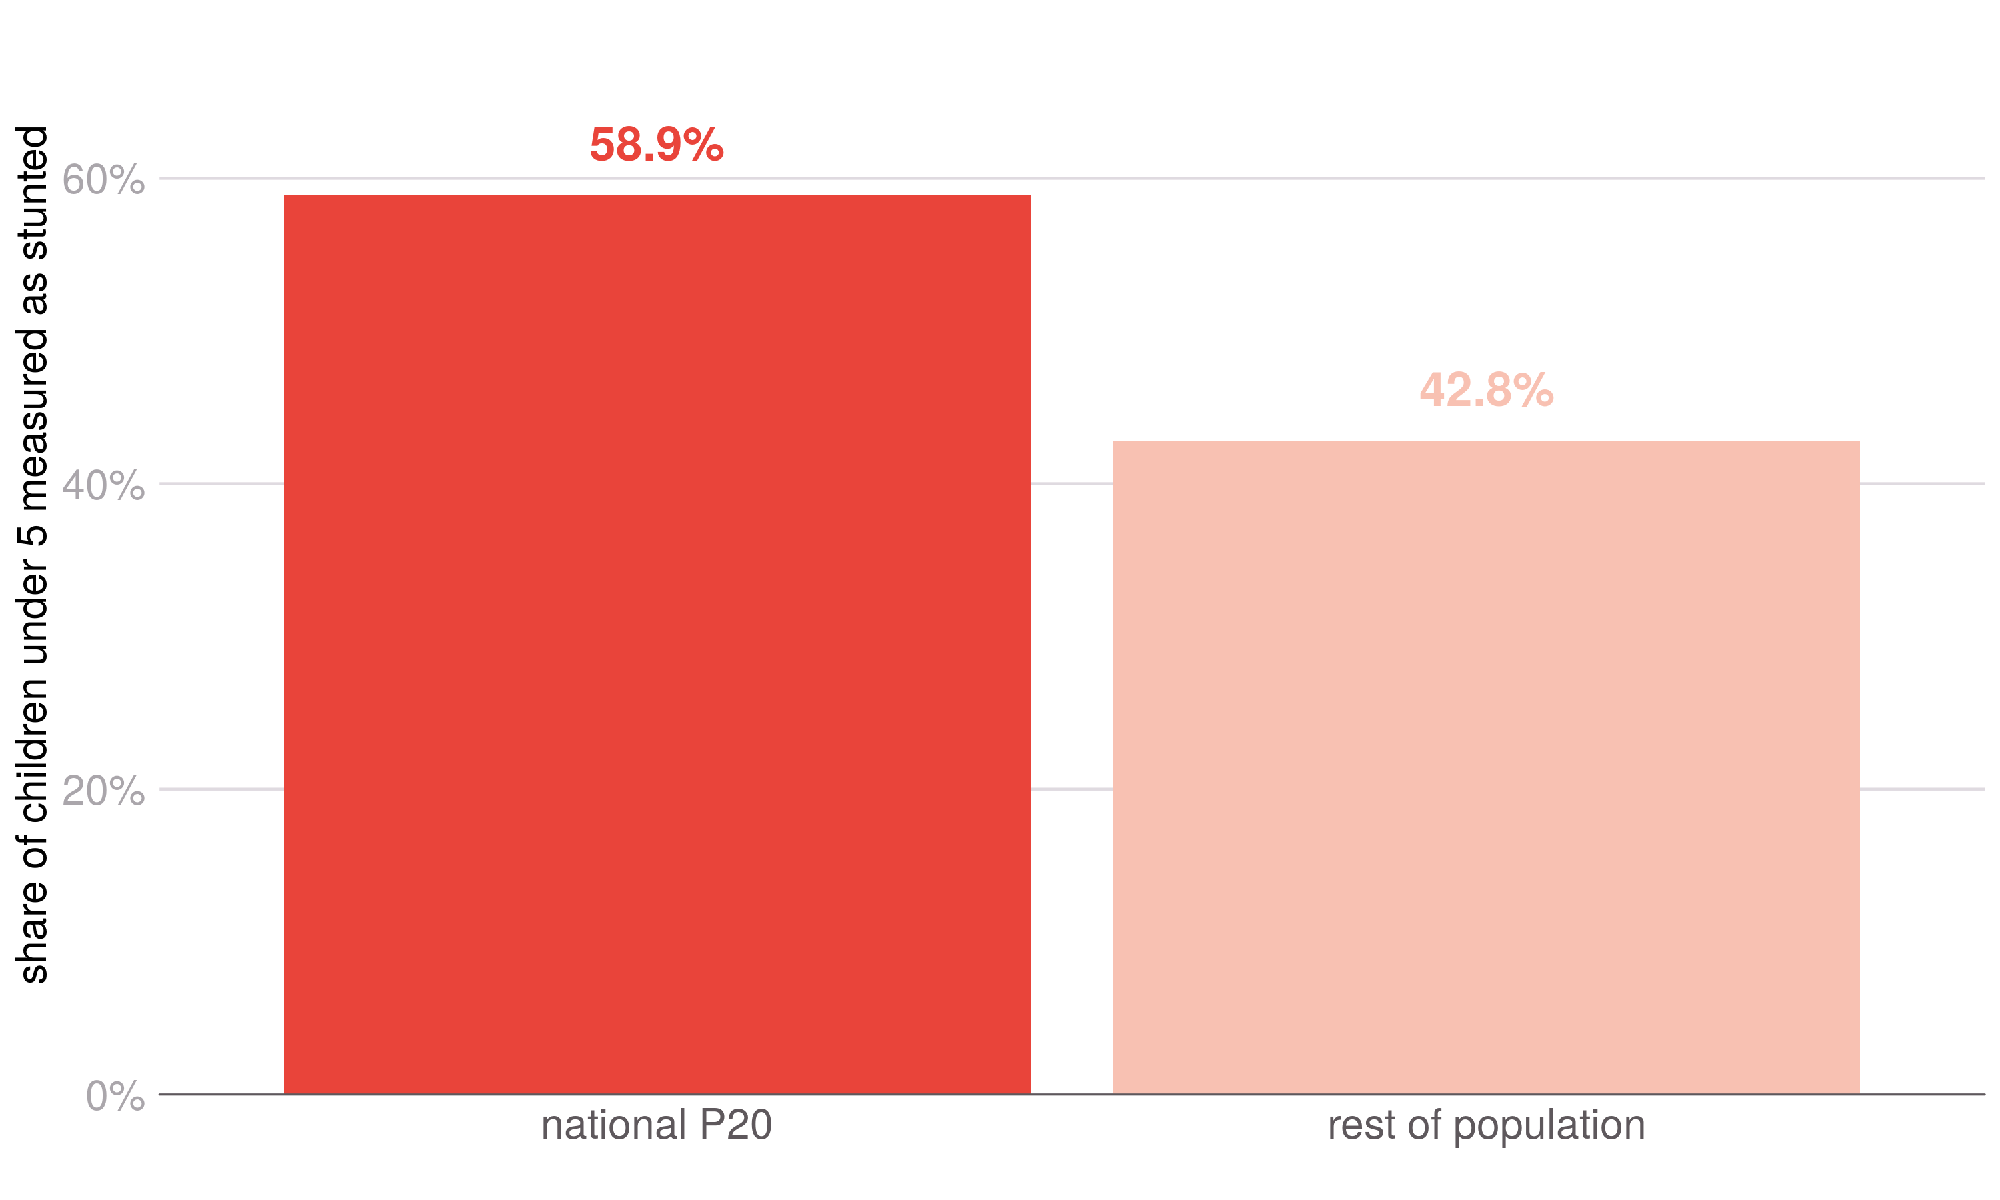 share of children under 5 measured as stunted
60%
40%
20%
0%
58.9%
42.8%
national P20
rest of population